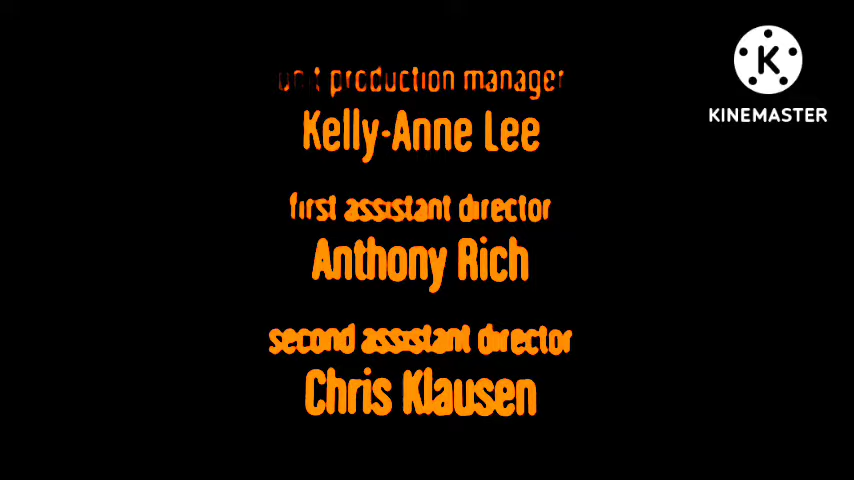 unit production manager
Kelly-Anne Lee
first assistant director
Anthony Rich
second assistant director
Chris Klausen
K
KINEMASTER